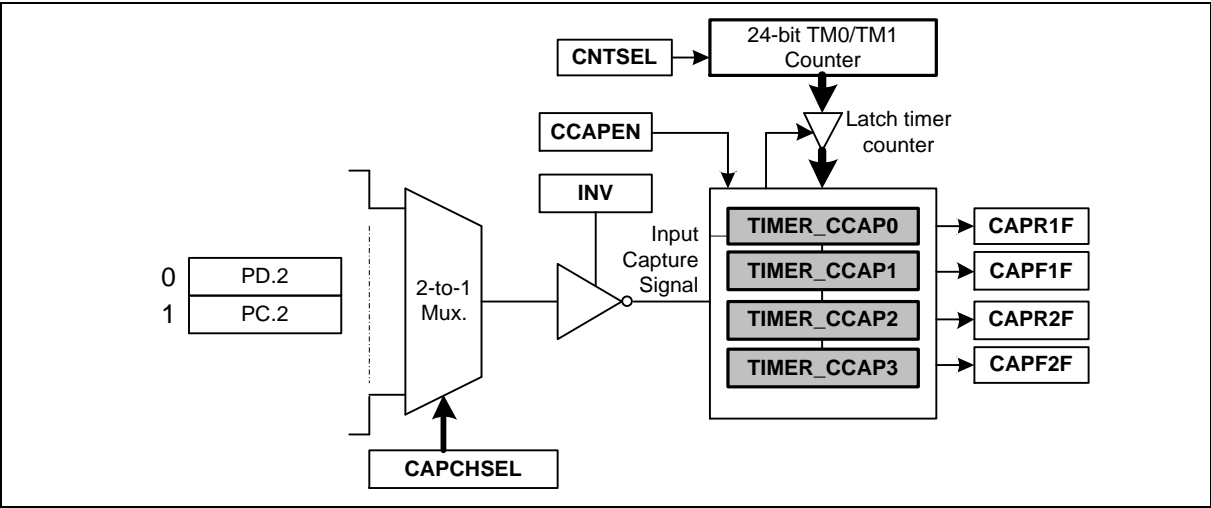 24-bit TM0/TM1
Counter
CNTSEL
CCAPEN
Latch timer
counter
INV
Input
Capture
Signal
TIMER_CCAP0
TIMER_CCAP1
TIMER_CCAP2
TIMER_CCAP3
CAPR1F
CAPF1F
CAPR2F
CAPF2F
0
PD.2
1
PC.2
2-to-1
Mux.
CAPCHSEL